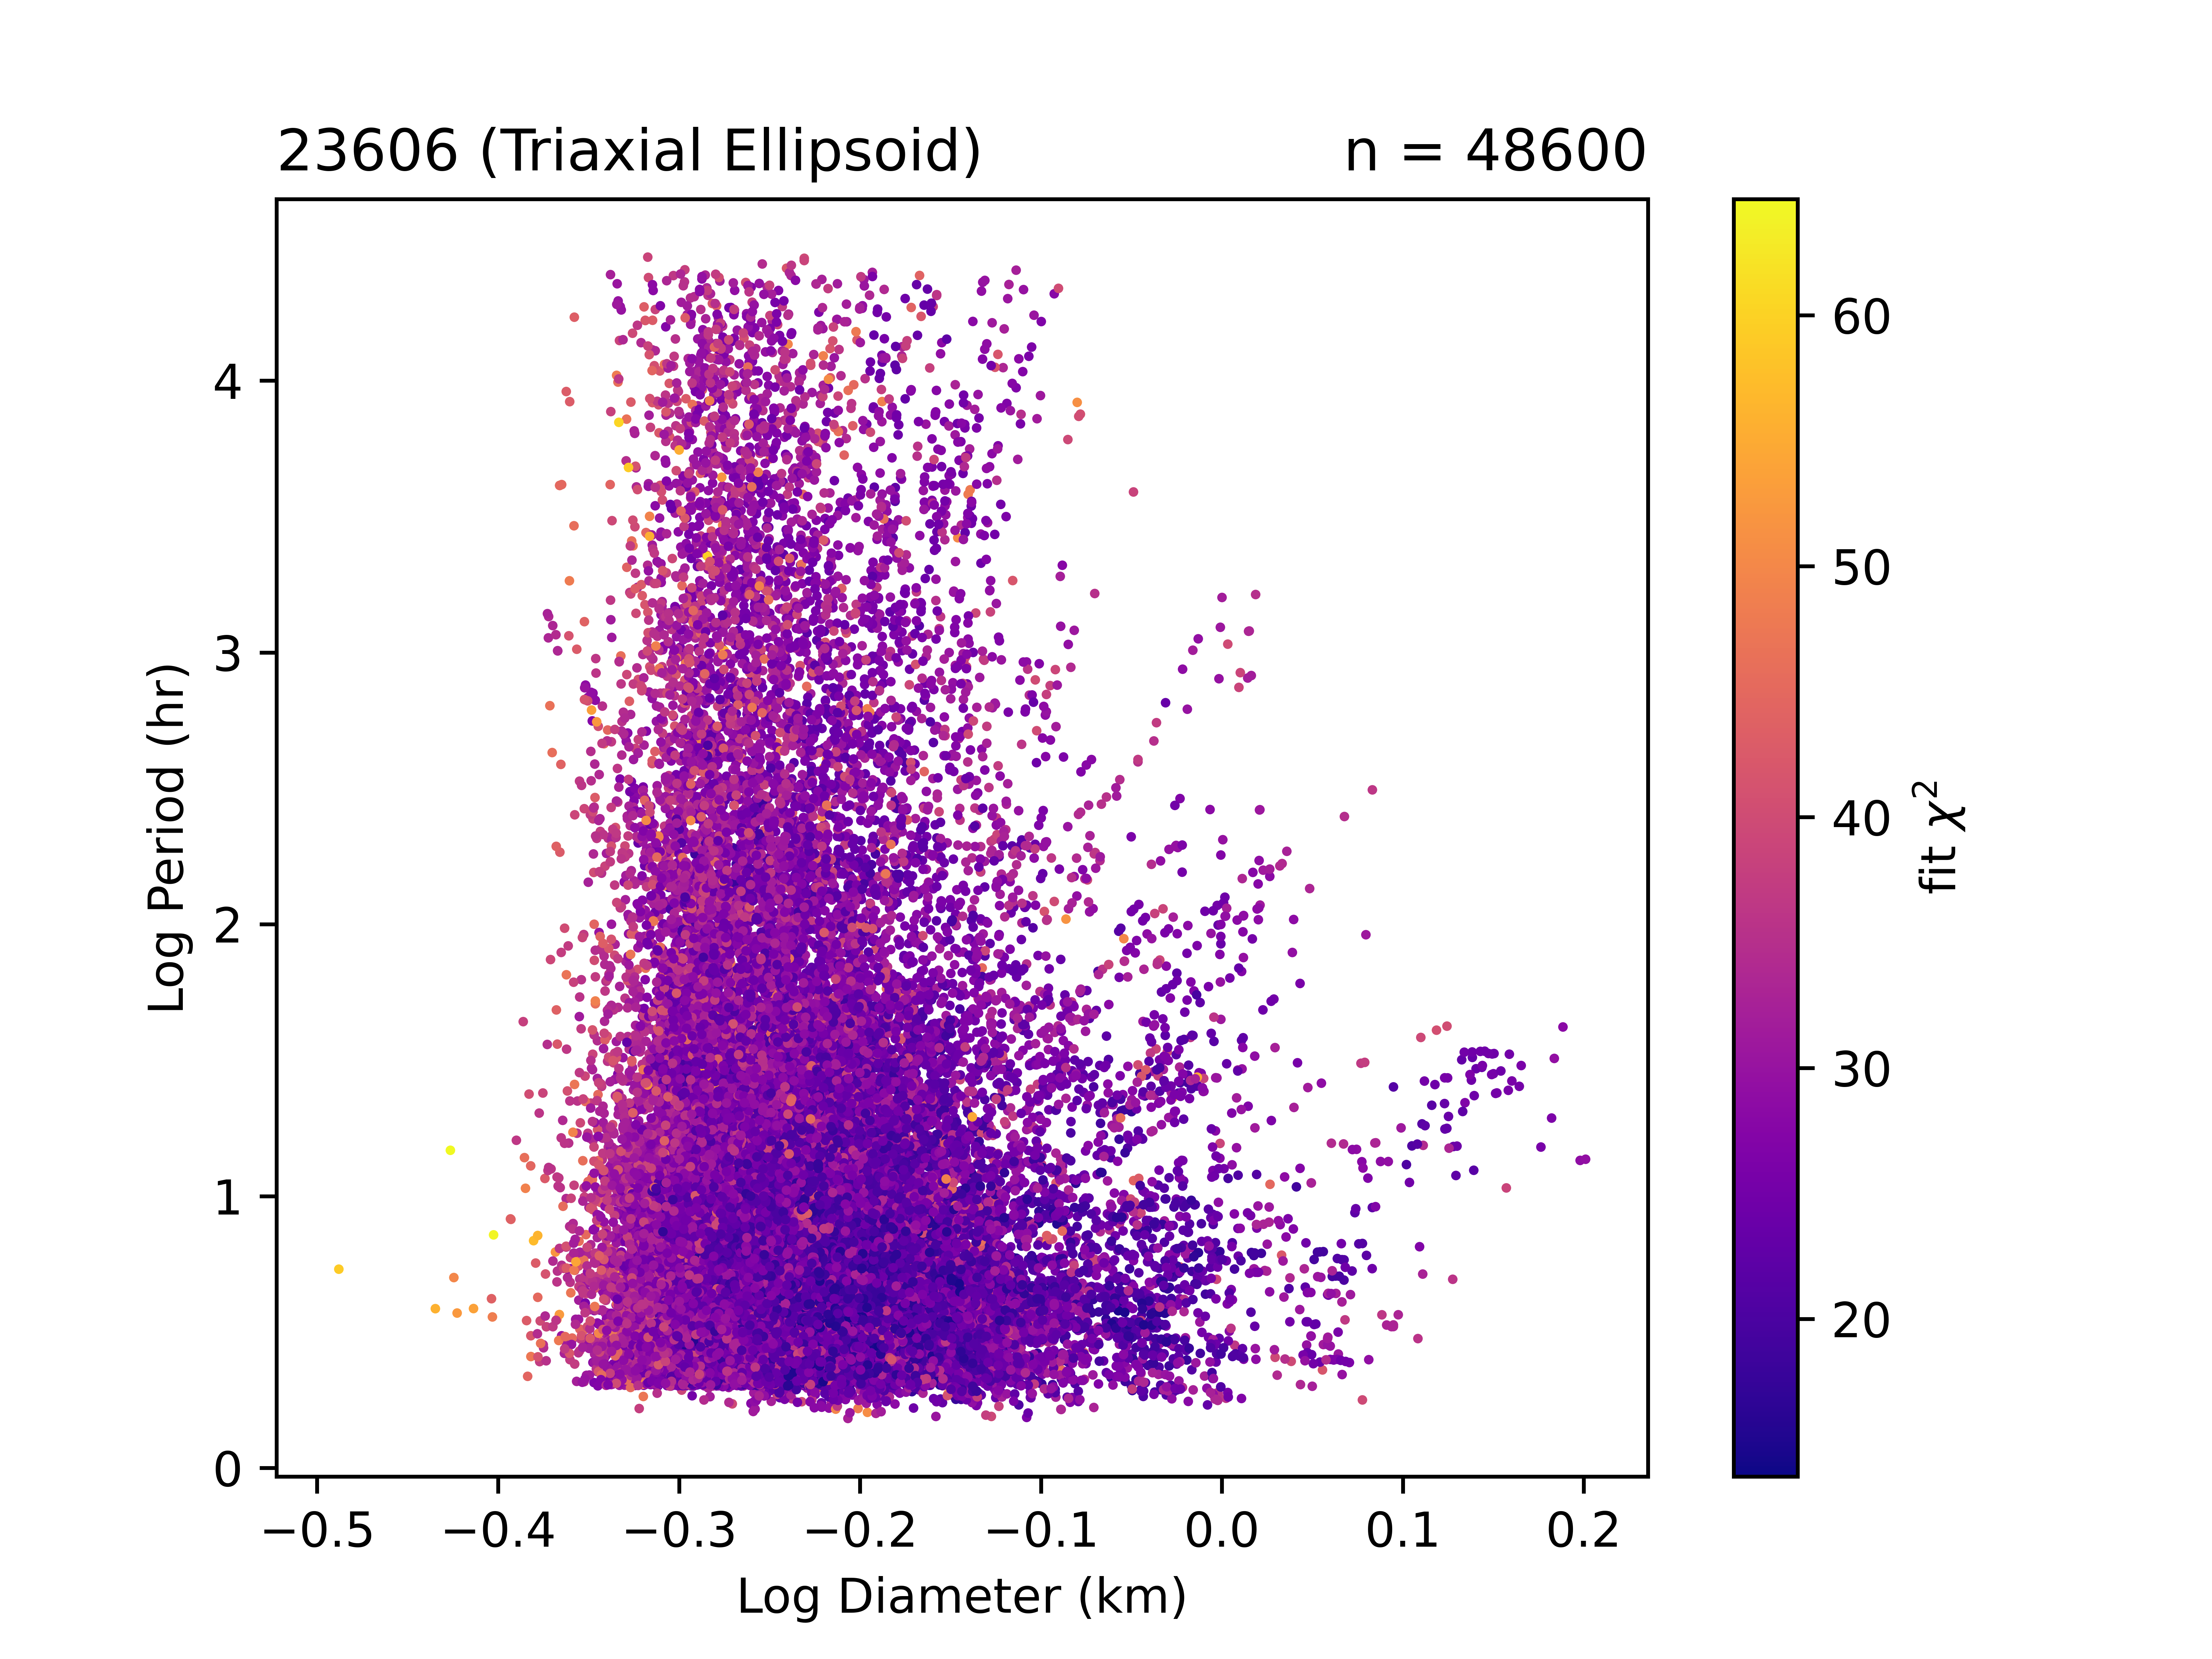 23606 (Triaxial Ellipsoid)
n = 48600
Log Period (hr)
4
3
2
1
0
−0.5 −0.4 −0.3 −0.2 −0.1 0.0 0.1 0.2
Log Diameter (km)
60
50
40
30
20
fit χ²